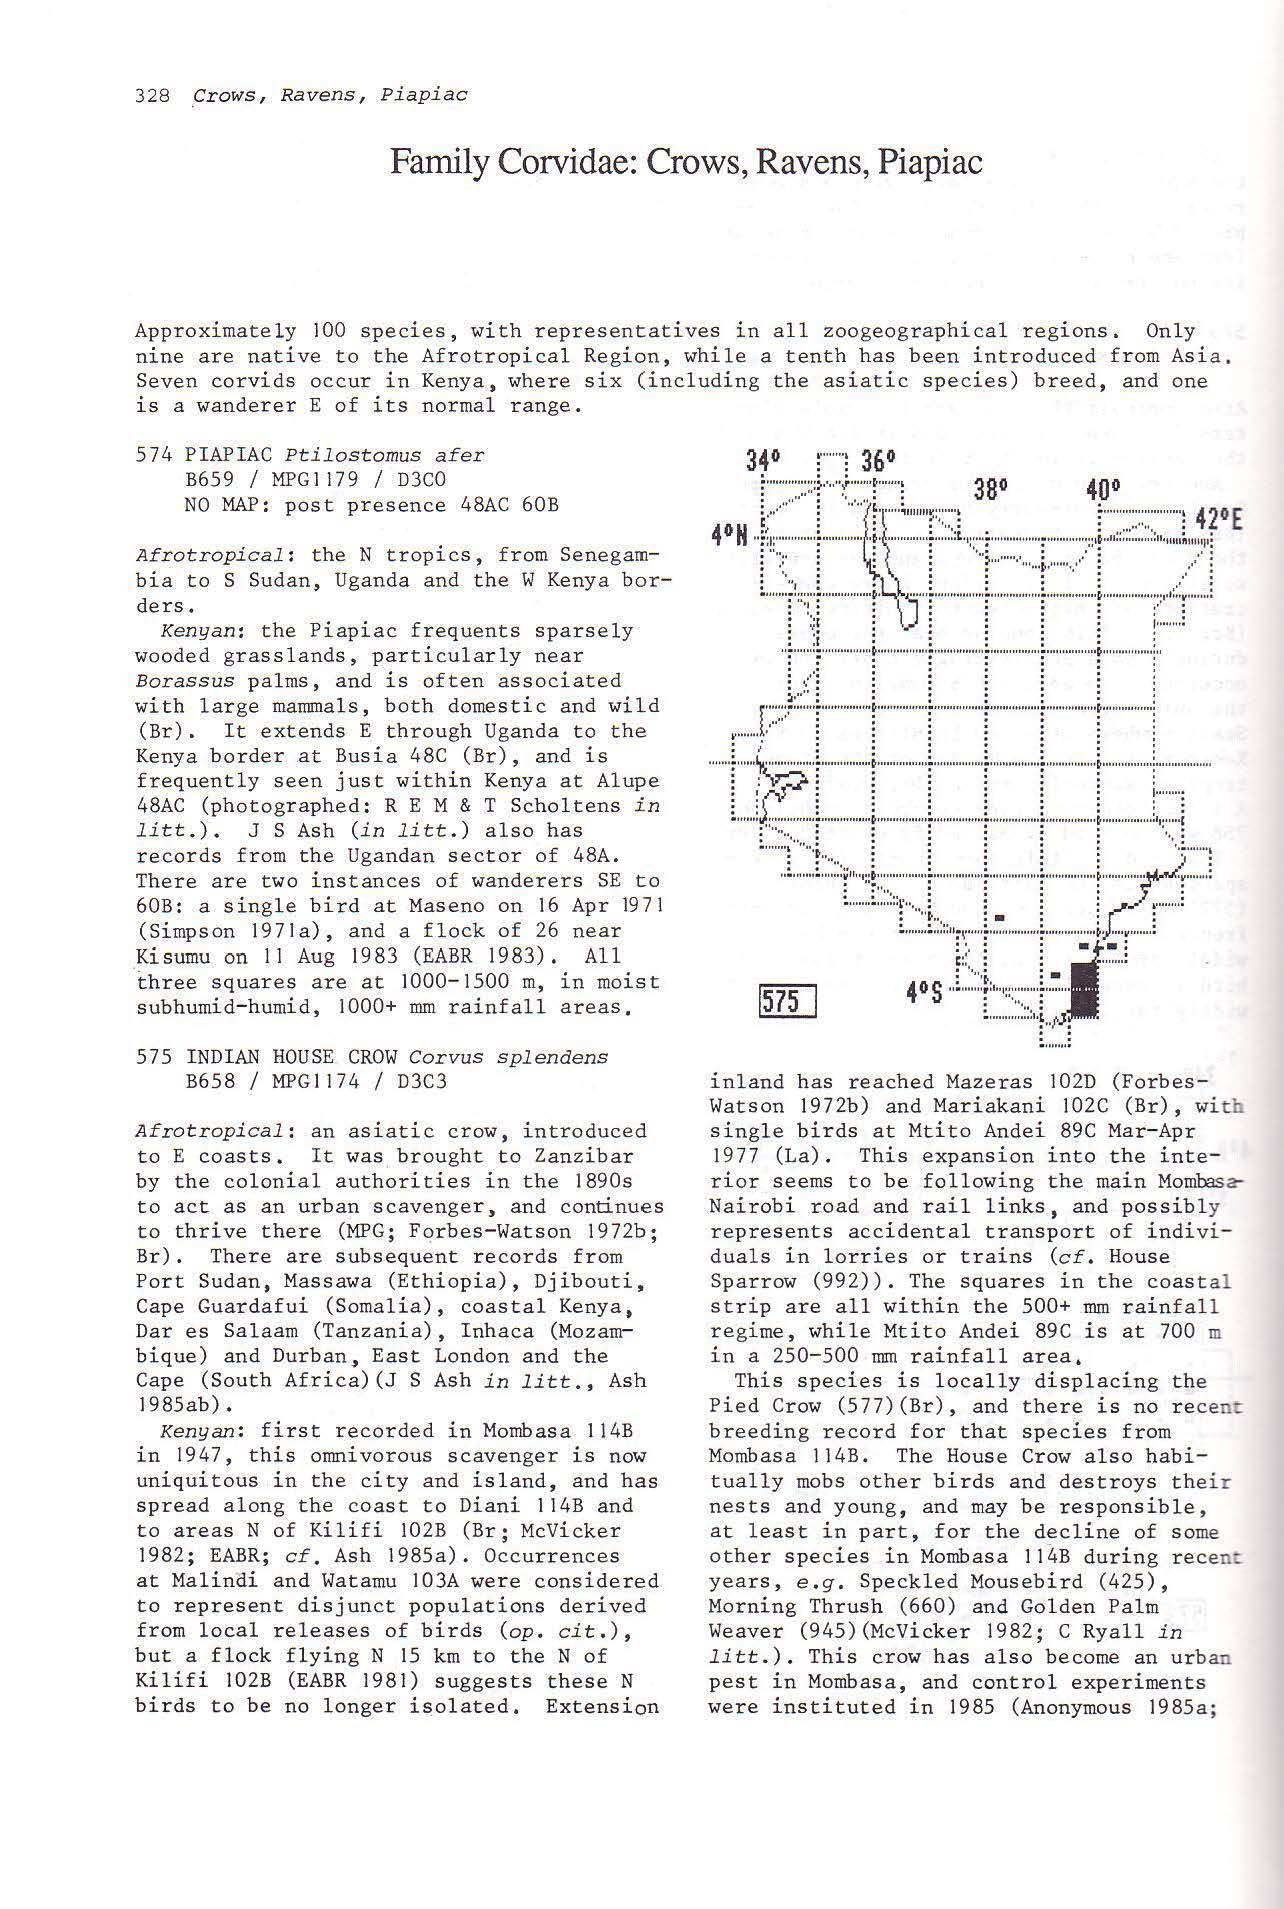 328 Crows, Ravens, Piapiac
Family Corvidae: Crows, Ravens, Piapiac
Approximately 100 species, with representatives in all zoogeographical regions. Only
nine are native to the Afrotropical Region, while a tenth has been introduced from Asia.
Seven corvids occur in Kenya, where six (including the asiatic species) breed, and one
is a wanderer E of its normal range.
574 PIAPIAC Ptilostomus afer
B659 / MPG1179 / D3C0
NO MAP: post presence 48AC 60B
Afrotropical: the N tropics, from Senegam-
bia to S Sudan, Uganda and the W Kenya bor-
ders.
Kenyan: the Piapiac frequents sparsely
wooded grasslands, particularly near
Borassus palms, and is often associated
with large mammals, both domestic and wild
(Br). It extends E through Uganda to the
Kenya border at Busia 48C (Br), and is
frequently seen just within Kenya at Alupe
48AC (photographed: R E M & T Scholtens in
litt.). J S Ash (in litt.) also has
records from the Ugandan sector of 48A.
There are two instances of wanderers SE to
60B: a single bird at Maseno on 16 Apr 1971
(Simpson 1971a), and a flock of 26 near
Kisumu on 11 Aug 1983 (EABR 1983). All
three squares are at 1000-1500 m, in moist
subhumid-humid, 1000+ mm rainfall areas.
575 INDIAN HOUSE CROW Corvus splendens
B658 / MPG1174 / D3C3
Afrotropical: an asiatic crow, introduced
to E coasts. It was brought to Zanzibar
by the colonial authorities in the 1890s
to act as an urban scavenger, and continues
to thrive there (MPG; Forbes-Watson 1972b;
Br). There are subsequent records from
Port Sudan, Massawa (Ethiopia), Djibouti,
Cape Guardafui (Somalia), coastal Kenya,
Dar es Salaam (Tanzania), Inhaca (Mozam-
bique) and Durban, East London and the
Cape (South Africa)(J S Ash in litt., Ash
1985ab).
Kenyan: first recorded in Mombasa 114B
in 1947, this omnivorous scavenger is now
uniquitous in the city and island, and has
spread along the coast to Diani 114B and
to areas N of Kilifi 102B (Br; McVicker
1982; EABR; cf. Ash 1985a). Occurrences
at Malindi and Watamu 103A were considered
to represent disjunct populations derived
from local releases of birds (op. cit.),
but a flock flying N 15 km to the N of
Kilifi 102B (EABR 1981) suggests these N
birds to be no longer isolated. Extension
34° 36°
38° 40°
42°E
4°N
4°S
575
inland has reached Mazeras 102D (Forbes-
Watson 1972b) and Mariakani 102C (Br), with
single birds at Mtito Andei 89C Mar-Apr
1977 (La). This expansion into the inte-
rior seems to be following the main Mombasa-
Nairobi road and rail links, and possibly
represents accidental transport of indivi-
duals in lorries or trains (cf. House
Sparrow (992)). The squares in the coastal
strip are all within the 500+ mm rainfall
regime, while Mtito Andei 89C is at 700 m
in a 250-500 mm rainfall area.
This species is locally displacing the
Pied Crow (577)(Br), and there is no recent
breeding record for that species from
Mombasa 114B. The House Crow also habi-
tually mobs other birds and destroys their
nests and young, and may be responsible,
at least in part, for the decline of some
other species in Mombasa 114B during recent
years, e.g. Speckled Mousebird (425),
Morning Thrush (660) and Golden Palm
Weaver (945)(McVicker 1982; C Ryall in
litt.). This crow has also become an urban
pest in Mombasa, and control experiments
were instituted in 1985 (Anonymous 1985a;